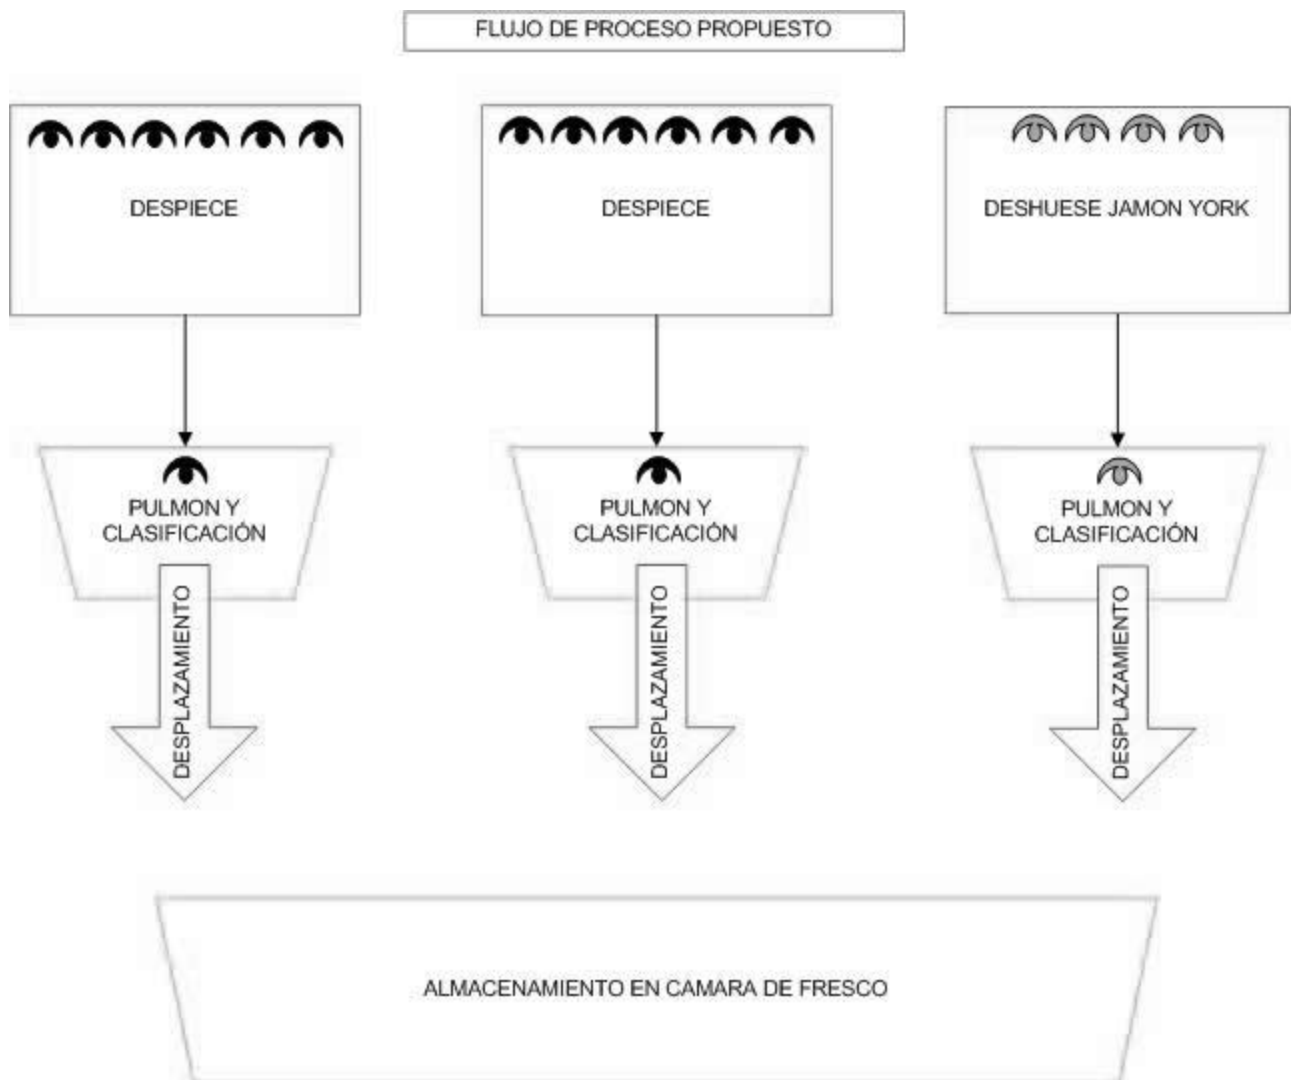 FLUJO DE PROCESO PROPUESTO
DESPIECE
DESPIECE
DESHUESE JAMON YORK
PULMON Y
CLASIFICACIÓN
PULMON Y
CLASIFICACIÓN
PULMON Y
CLASIFICACIÓN
DESPLAZAMIENTO
DESPLAZAMIENTO
DESPLAZAMIENTO
ALMACENAMIENTO EN CAMARA DE FRESCO